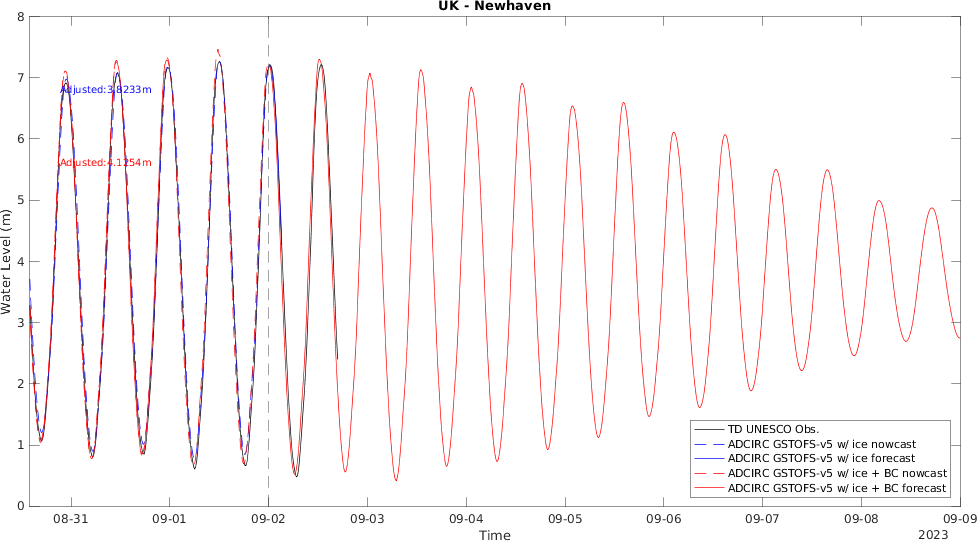 UK - Newhaven
8
7
6
5
4
3
2
1
0
Water Level (m)
Adjusted:3.8233m
Adjusted:4.1254m
TD UNESCO Obs.
ADCIRC GSTOFS-v5 w/ ice nowcast
ADCIRC GSTOFS-v5 w/ ice forecast
ADCIRC GSTOFS-v5 w/ ice + BC nowcast
ADCIRC GSTOFS-v5 w/ ice + BC forecast
08-31 09-01 09-02 09-03 09-04 09-05 09-06 09-07 09-08 09-09
Time
2023